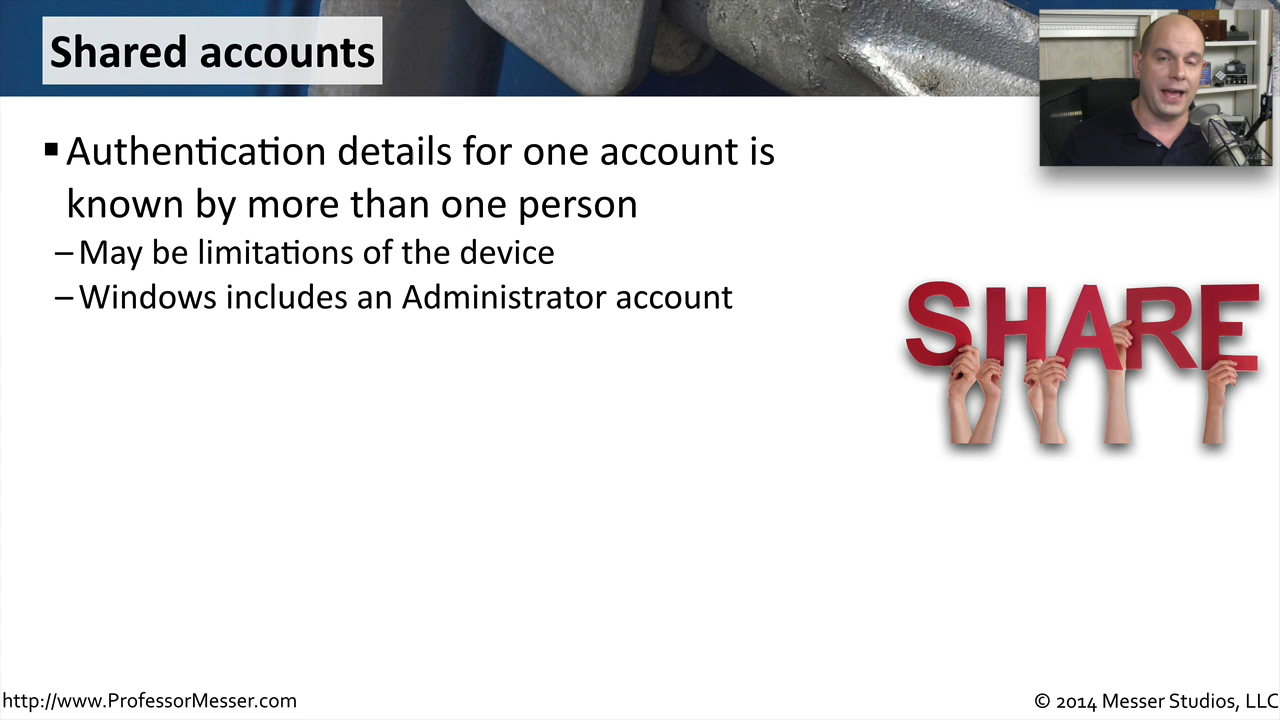 Shared accounts
▪ Authentication details for one account is
known by more than one person
– May be limitations of the device
– Windows includes an Administrator account
SHARE
http://www.ProfessorMesser.com
© 2014 Messer Studios, LLC